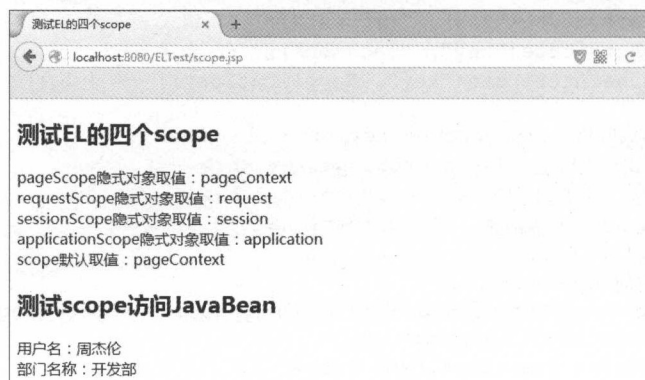 测试EL的四个scope
localhost:8080/ELTest/scope.jsp
测试EL的四个scope
pageScope隐式对象取值：pageContext
requestScope隐式对象取值：request
sessionScope隐式对象取值：session
applicationScope隐式对象取值：application
scope默认取值：pageContext
测试scope访问JavaBean
用户名：周杰伦
部门名称：开发部